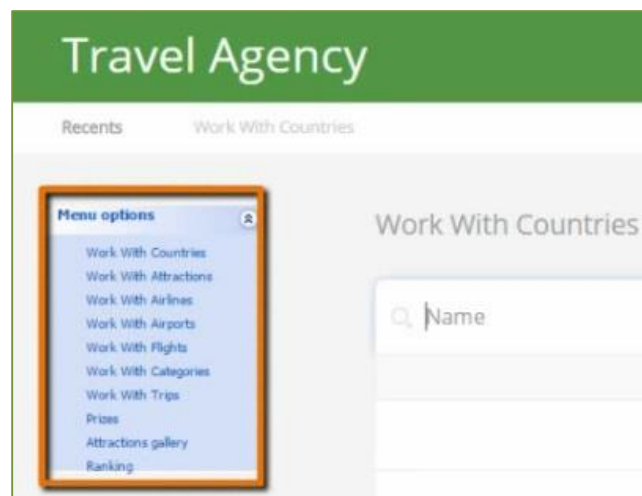 Travel Agency
Recents Work With Countries
Menu options
Work With Countries
Work With Attractions
Work With Airlines
Work With Airports
Work With Flights
Work With Categories
Work With Trips
Prizes
Attractions gallery
Ranking
Work With Countries
Name